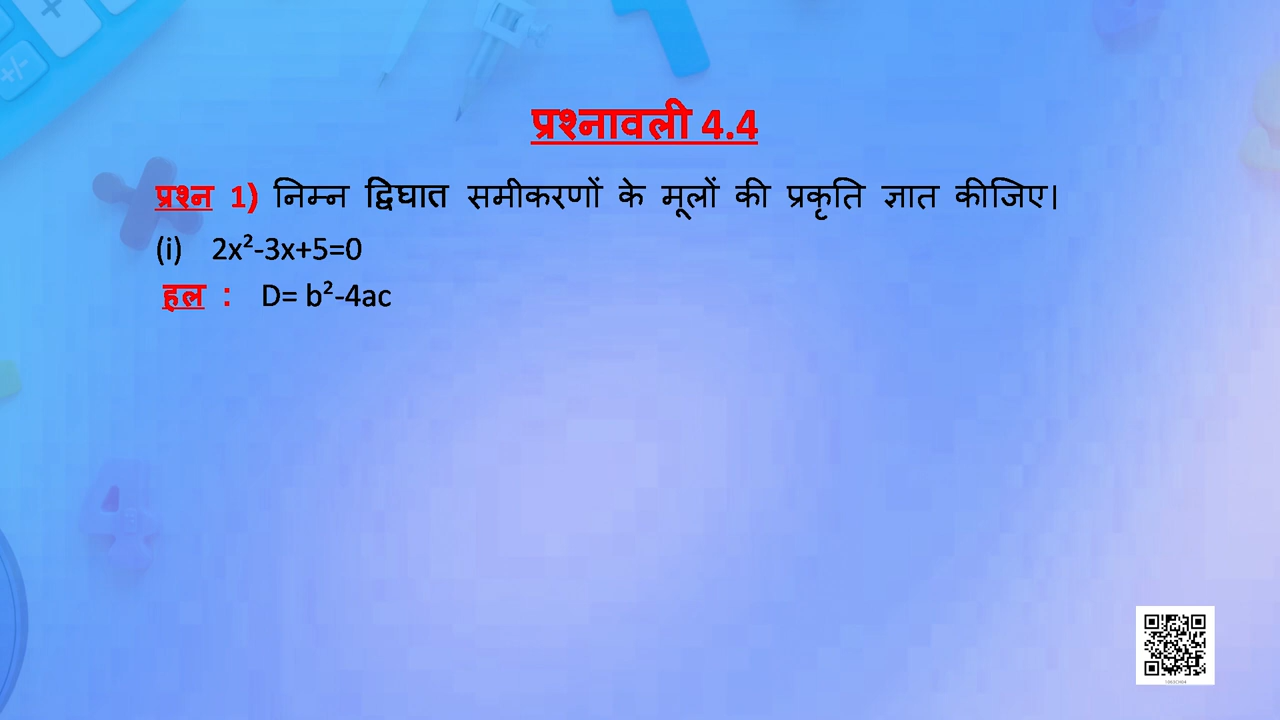 प्रश्नावली 4.4
प्रश्न 1) निम्न द्विघात समीकरणों के मूलों की प्रकृति ज्ञात कीजिए।
(i) 2x²-3x+5=0
हल : D= b²-4ac